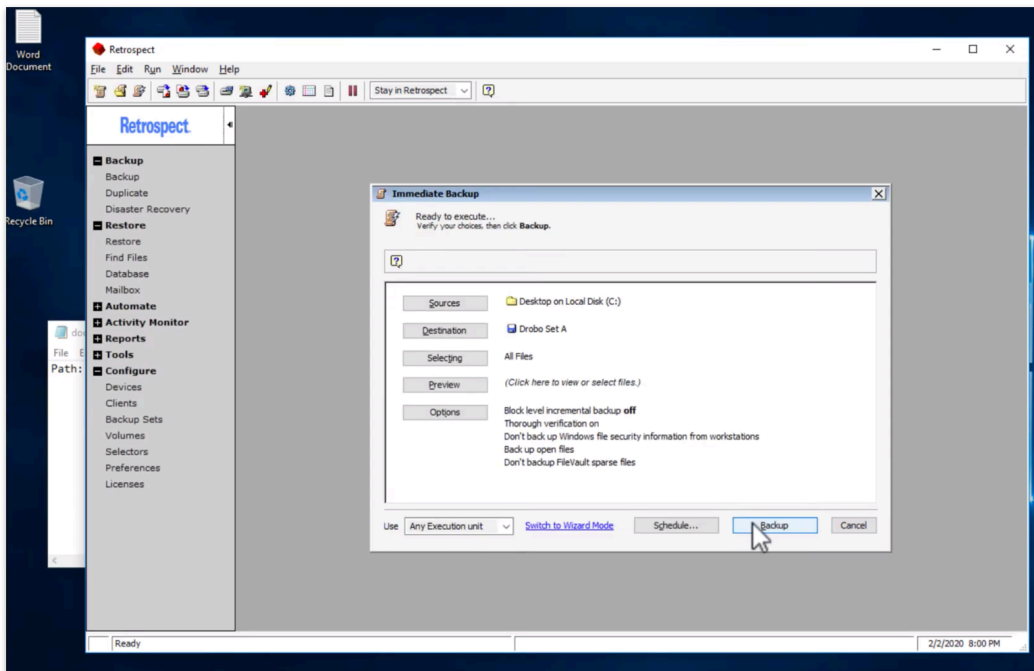 Word
Document
Recycle Bin
Retrospect
File Edit Run Window Help
Stay in Retrospect
Retrospect
Backup
Backup
Duplicate
Disaster Recovery
Restore
Restore
Find Files
Database
Mailbox
Automate
Activity Monitor
Reports
Tools
Configure
Devices
Clients
Backup Sets
Volumes
Selectors
Preferences
Licenses
File
Path:
Immediate Backup
Ready to execute...
Verify your choices, then click Backup.
Sources Desktop on Local Disk (C:)
Destination Drobo Set A
Selecting All Files
Preview (Click here to view or select files.)
Options Block level incremental backup off
Thorough verification on
Don't back up Windows file security information from workstations
Back up open files
Don't backup FileVault sparse files
Use Any Execution unit Switch to Wizard Mode Schedule... Backup Cancel
Ready 2/2/2020 8:00 PM